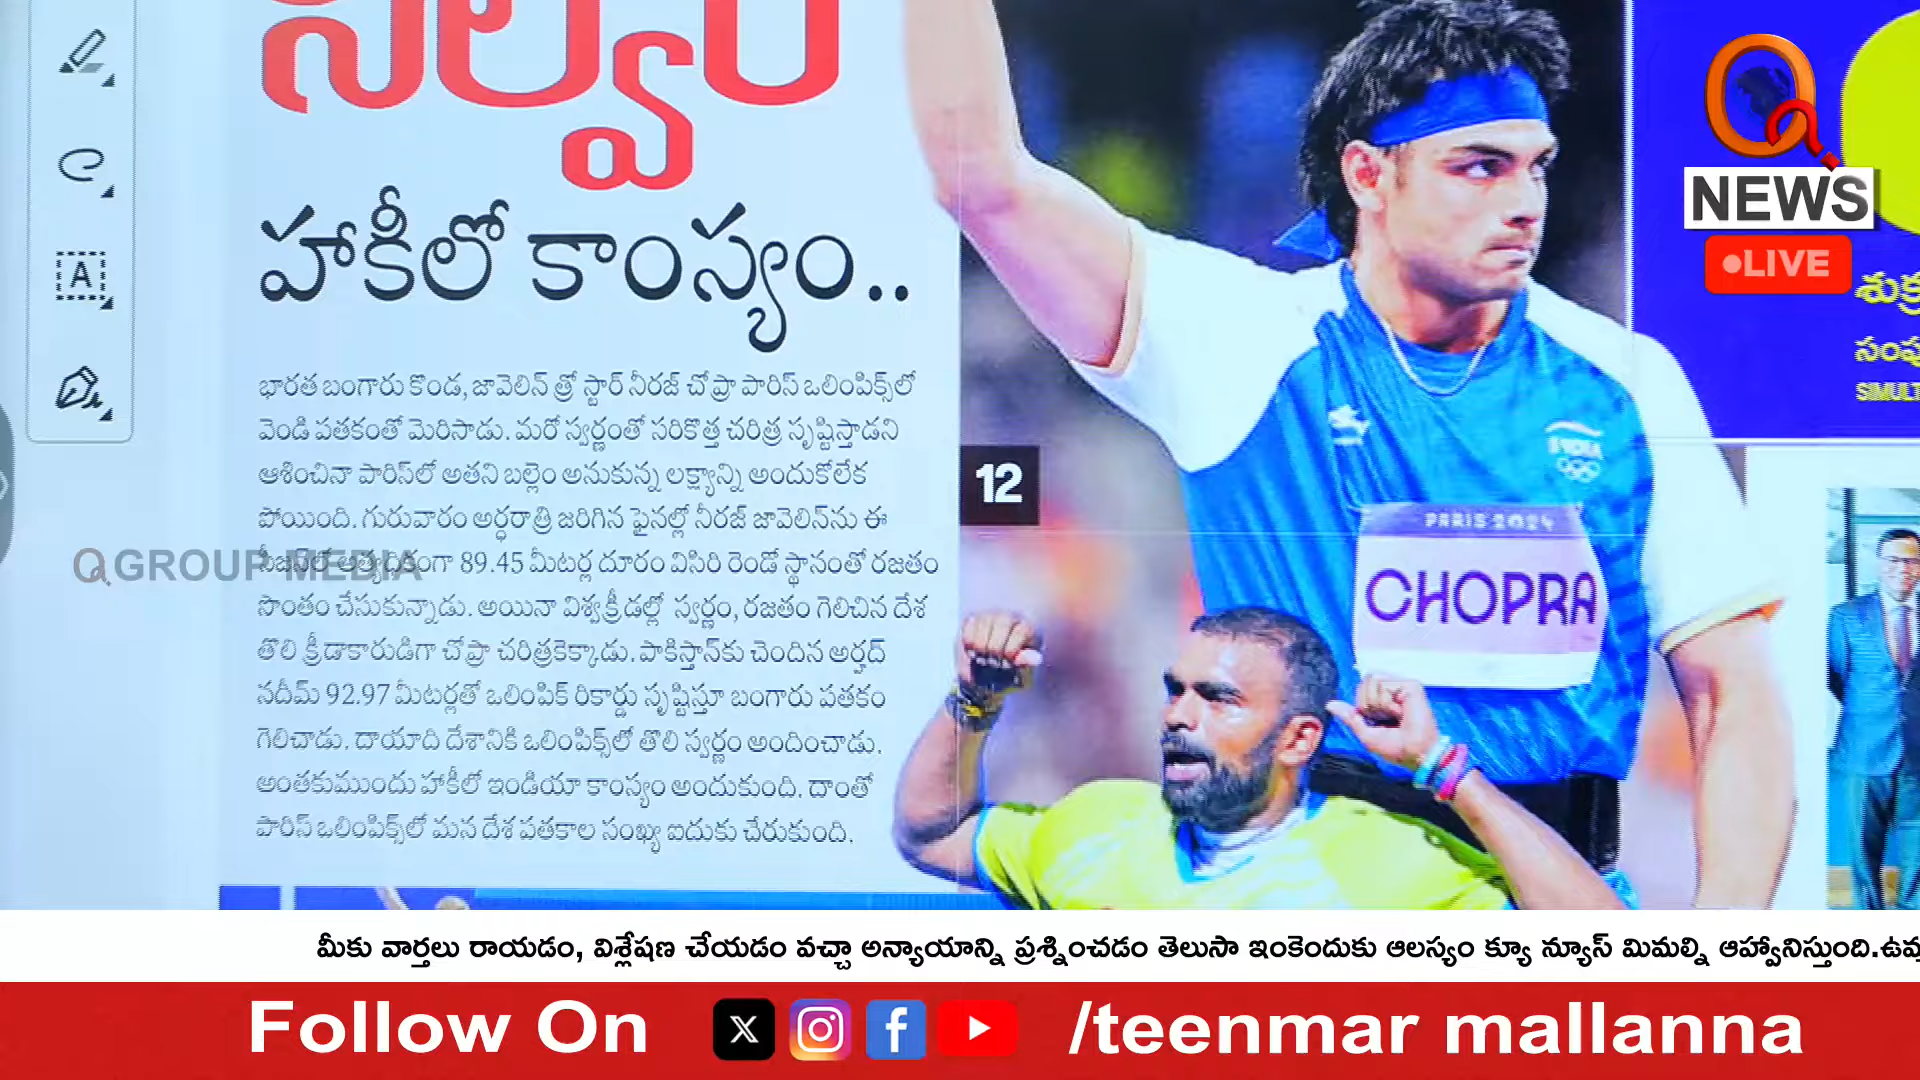 హాకీలో కాంస్యం..
భారత బంగారు కొండ, జావెలిన్ త్రో స్టార్ నీరజ్ చోప్రా పారిస్ ఒలింపిక్స్‌లో
వెండి పతకంతో మెరిసాడు. మరో స్వర్ణంతో సరికొత్త చరిత్ర సృష్టిస్తాడని
ఆశించినా పారిస్‌లో అతని బల్లెం అనుకున్న లక్ష్యాన్ని అందుకోలేక
పోయింది. గురువారం అర్ధరాత్రి జరిగిన ఫైనల్లో నీరజ్ జావెలిన్‌ను ఈ
సీజన్‌లో అత్యధికంగా 89.45 మీటర్ల దూరం విసిరి రెండో స్థానంతో రజతం
సొంతం చేసుకున్నాడు. అయినా విశ్వక్రీడల్లో స్వర్ణం, రజతం గెలిచిన దేశ
తొలి క్రీడాకారుడిగా చోప్రా చరిత్రకెక్కాడు. పాకిస్తాన్‌కు చెందిన అర్షద్
నదీమ్ 92.97 మీటర్లతో ఒలింపిక్ రికార్డు సృష్టిస్తూ బంగారు పతకం
గెలిచాడు. దాయాది దేశానికి ఒలింపిక్స్‌లో తొలి స్వర్ణం అందించాడు.
అంతకుముందు హాకీలో ఇండియా కాంస్యం అందుకుంది. దాంతో
పారిస్ ఒలింపిక్స్‌లో మన దేశ పతకాల సంఖ్య ఐదుకు చేరుకుంది.
Q GROUP MEDIA
12
INDIA
PARIS 2024
CHOPRA
Q
NEWS
LIVE
మీకు వార్తలు రాయడం, విశ్లేషణ చేయడం వచ్చా అన్యాయాన్ని ప్రశ్నించడం తెలుసా ఇంకెందుకు ఆలస్యం క్యూ న్యూస్ మిమల్ని ఆహ్వానిస్తుంది.
Follow On /teenmar mallanna